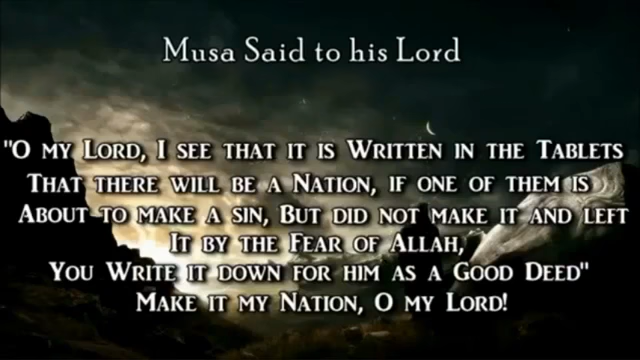 Musa Said to his Lord
"O my Lord, I see that it is Written in the Tablets
That there will be a Nation, if one of them is
About to make a sin, But did not make it and left
It by the Fear of Allah,
You Write it down for him as a Good Deed"
Make it my Nation, O my Lord!